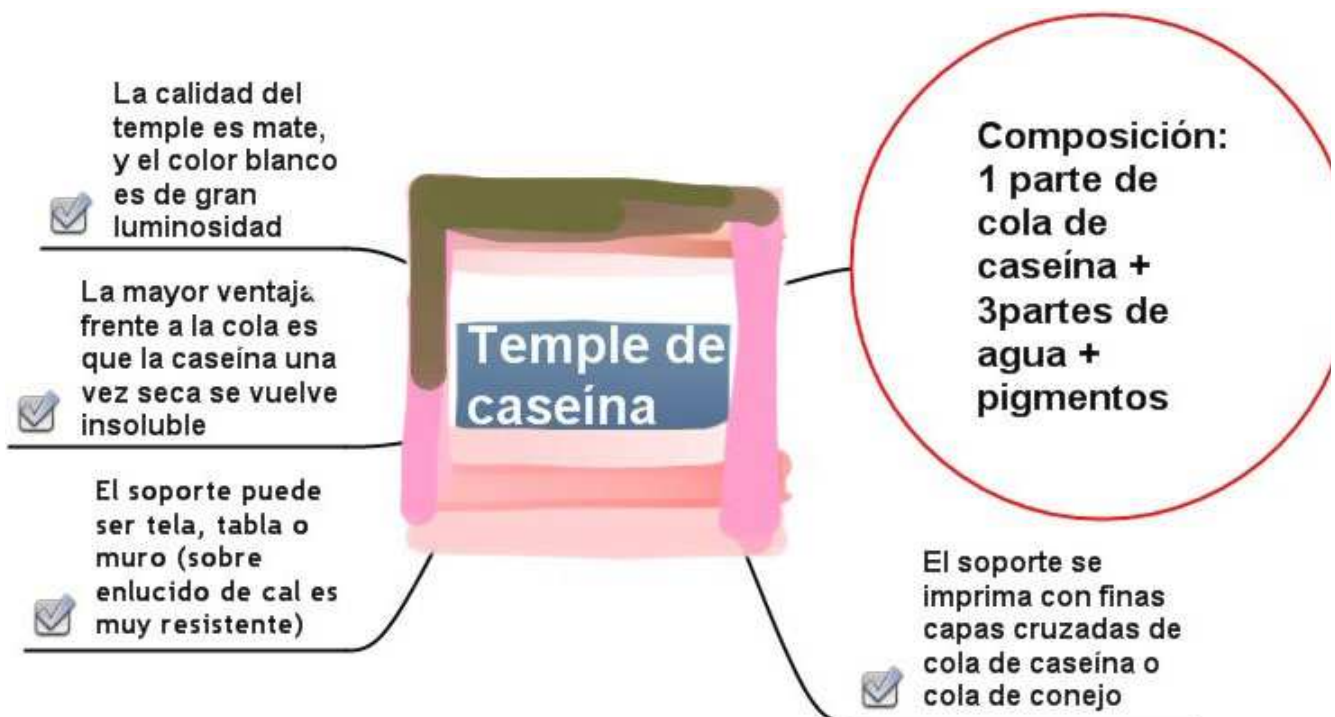 La calidad del
temple es mate,
y el color blanco
es de gran
luminosidad
La mayor ventaja
frente a la cola es
que la caseína una
vez seca se vuelve
insoluble
El soporte puede
ser tela, tabla o
muro (sobre
enlucido de cal es
muy resistente)
Temple de
caseína
Composición:
1 parte de
cola de
caseína +
3partes de
agua +
pigmentos
El soporte se
imprima con finas
capas cruzadas de
cola de caseína o
cola de conejo